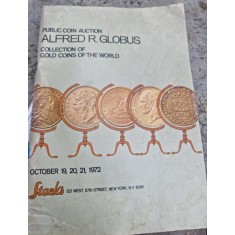 PUBLIC COIN AUCTION
ALFRED R. GLOBUS
COLLECTION OF
GOLD COINS OF THE WORLD
OCTOBER 19, 20, 21, 1972
Stack's
123 WEST 57th STREET, NEW YORK, N.Y. 10019